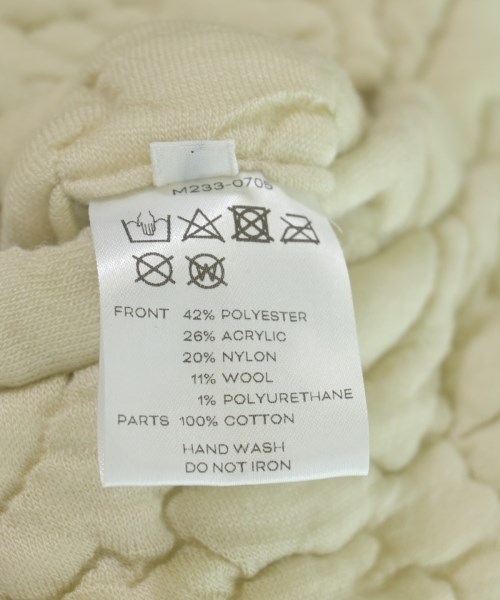 M233-0705
W
FRONT 42% POLYESTER
26% ACRYLIC
20% NYLON
11% WOOL
1% POLYURETHANE
PARTS 100% COTTON
HAND WASH
DO NOT IRON